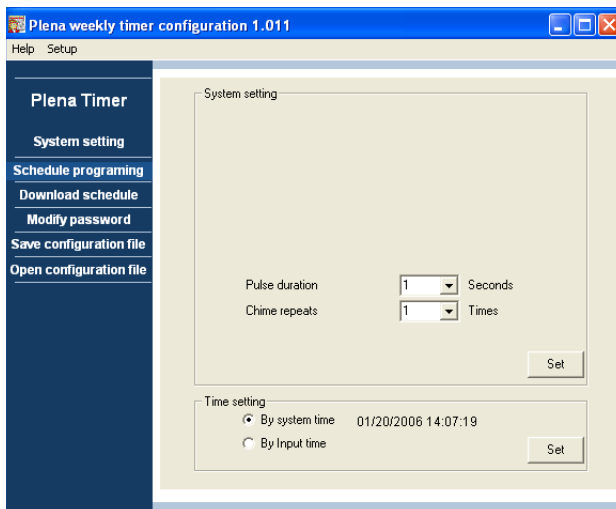 Plena weekly timer configuration 1.011
Help Setup
Plena Timer
System setting
Schedule programing
Download schedule
Modify password
Save configuration file
Open configuration file
System setting
Pulse duration 1 Seconds
Chime repeats 1 Times
Set
Time setting
By system time 01/20/2006 14:07:19
By Input time
Set